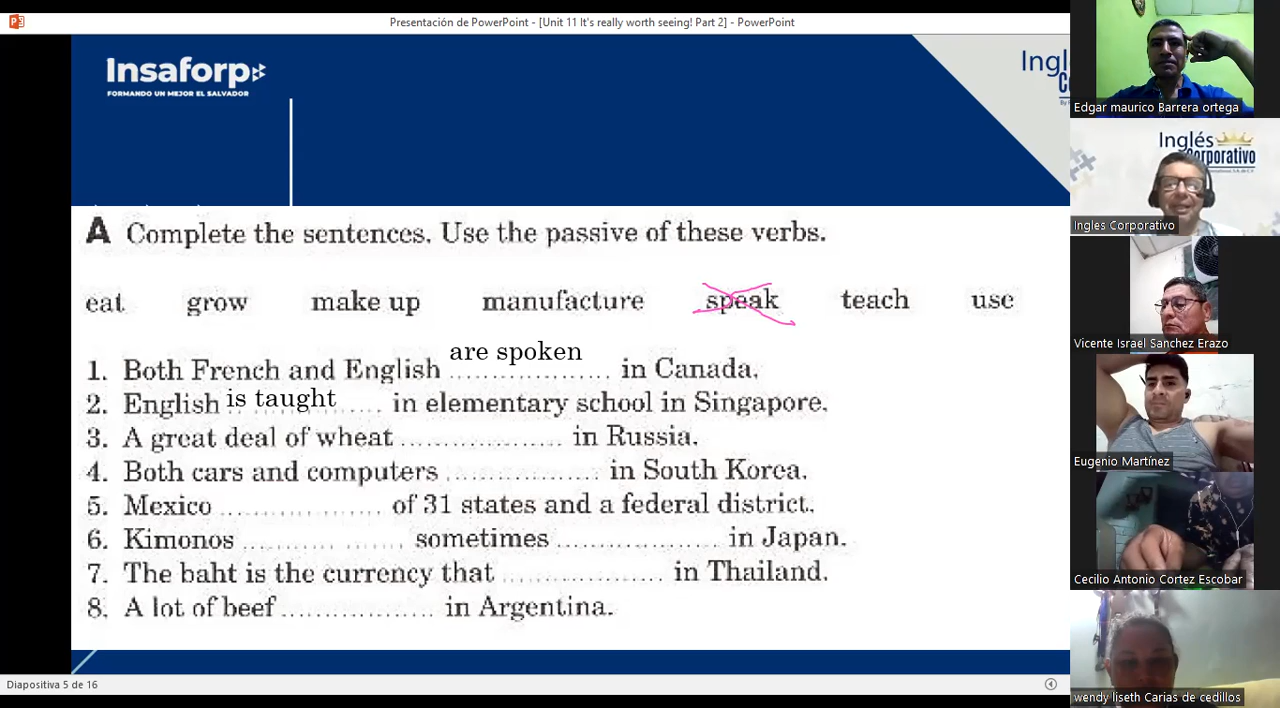 Presentación de PowerPoint - [Unit 11 It's really worth seeing! Part 2] - PowerPoint
Insaforp
FORMANDO UN MEJOR EL SALVADOR
A Complete the sentences. Use the passive of these verbs.
eat grow make up manufacture speak teach use
1. Both French and English are spoken in Canada.
2. English is taught in elementary school in Singapore.
3. A great deal of wheat .................. in Russia.
4. Both cars and computers .................. in South Korea.
5. Mexico .................. of 31 states and a federal district.
6. Kimonos .................. sometimes .................. in Japan.
7. The baht is the currency that .................. in Thailand.
8. A lot of beef .................. in Argentina.
Diapositiva 5 de 16
Edgar maurico Barrera ortega
Inglés
Corporativo
Ingles Corporativo
Vicente Israel Sanchez Erazo
Eugenio Martínez
Cecilio Antonio Cortez Escobar
wendy liseth Carias de cedillos